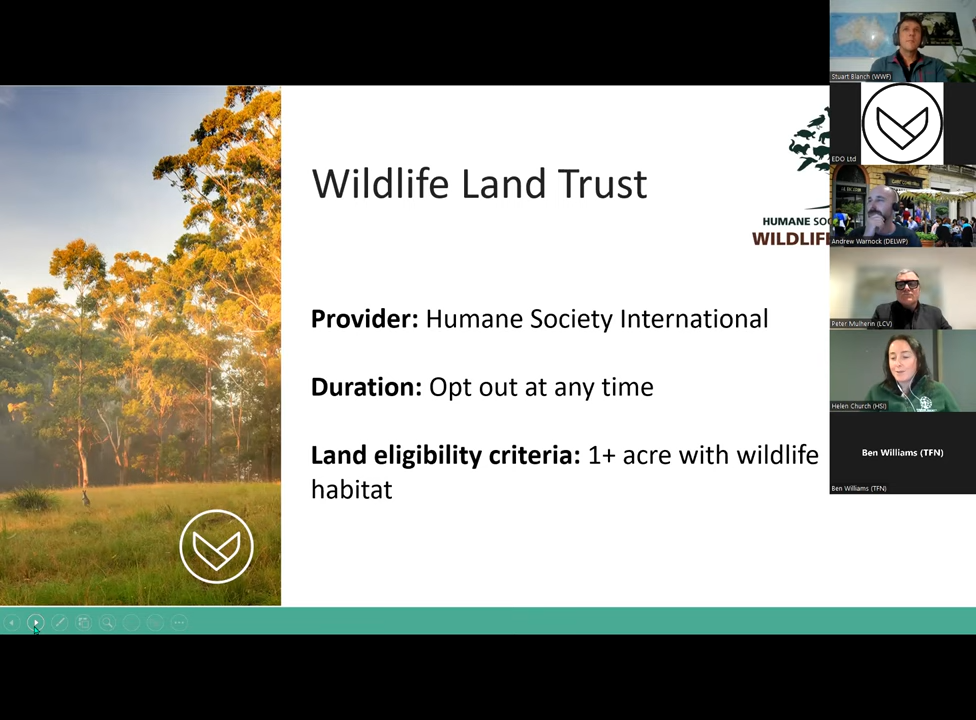 Wildlife Land Trust
HUMANE SOC
WILDLIF
Provider: Humane Society International
Duration: Opt out at any time
Land eligibility criteria: 1+ acre with wildlife
habitat
Stuart Blanch (WWF)
EDO Ltd
Andrew Warnock (DELWP)
Peter Mulherin (LCV)
Helen Church (HSI)
Ben Williams (TFN)
Ben Williams (TFN)